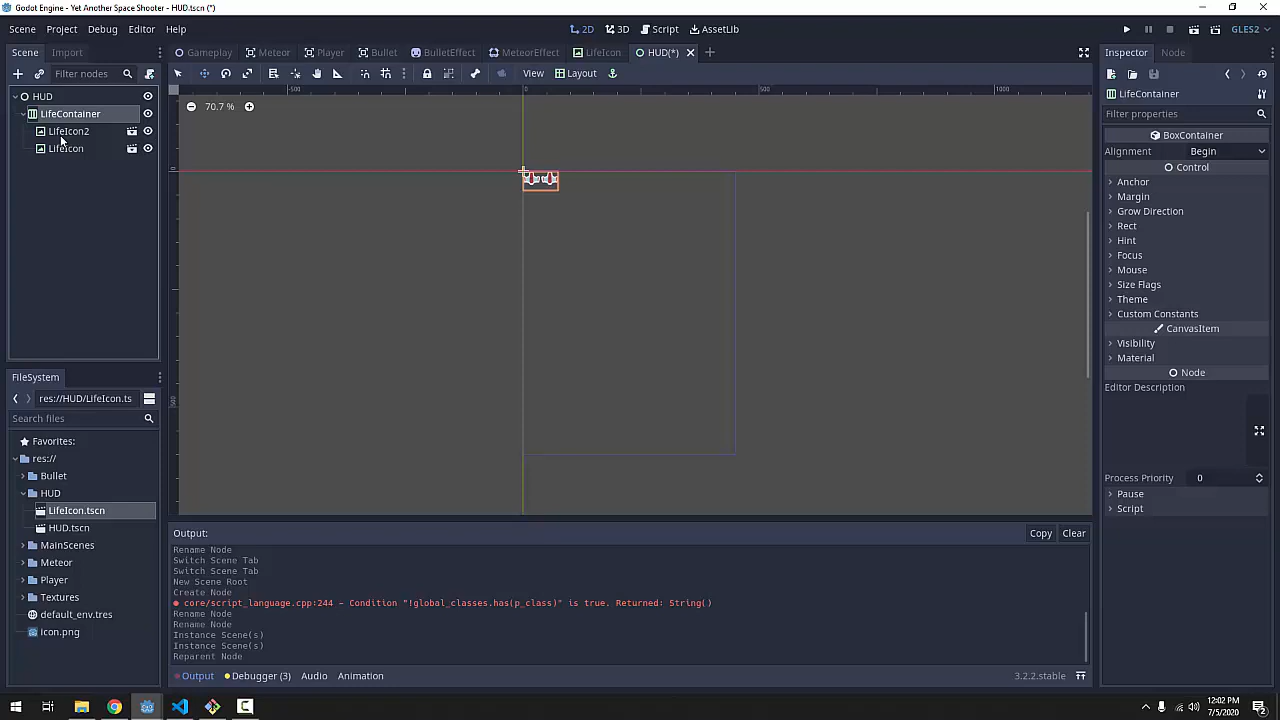 Godot Engine - Yet Another Space Shooter - HUD.tscn (*)
Scene Project Debug Editor Help
2D 3D Script AssetLib
GLES2
Scene Import
Gameplay Meteor Player Bullet BulletEffect MeteorEffect LifeIcon HUD(*)
Inspector Node
Filter nodes
View Layout
HUD
LifeContainer
LifeIcon2
LifeIcon
70.7 %
-500 0 500 1000
0
500
LifeContainer
Filter properties
BoxContainer
Alignment Begin
Control
Anchor
Margin
Grow Direction
Rect
Hint
Focus
Mouse
Size Flags
Theme
Custom Constants
CanvasItem
Visibility
Material
Node
Editor Description
Process Priority 0
Pause
Script
FileSystem
res://HUD/LifeIcon.ts
Search files
Favorites:
res://
Bullet
HUD
LifeIcon.tscn
HUD.tscn
MainScenes
Meteor
Player
Textures
default_env.tres
icon.png
Output:
Copy Clear
Rename Node
Switch Scene Tab
Switch Scene Tab
New Scene Root
Create Node
core/script_language.cpp:244 - Condition "!global_classes.has(p_class)" is true. Returned: String()
Rename Node
Rename Node
Instance Scene(s)
Instance Scene(s)
Reparent Node
Output Debugger (3) Audio Animation
3.2.2.stable
12:02 PM
7/5/2020
2